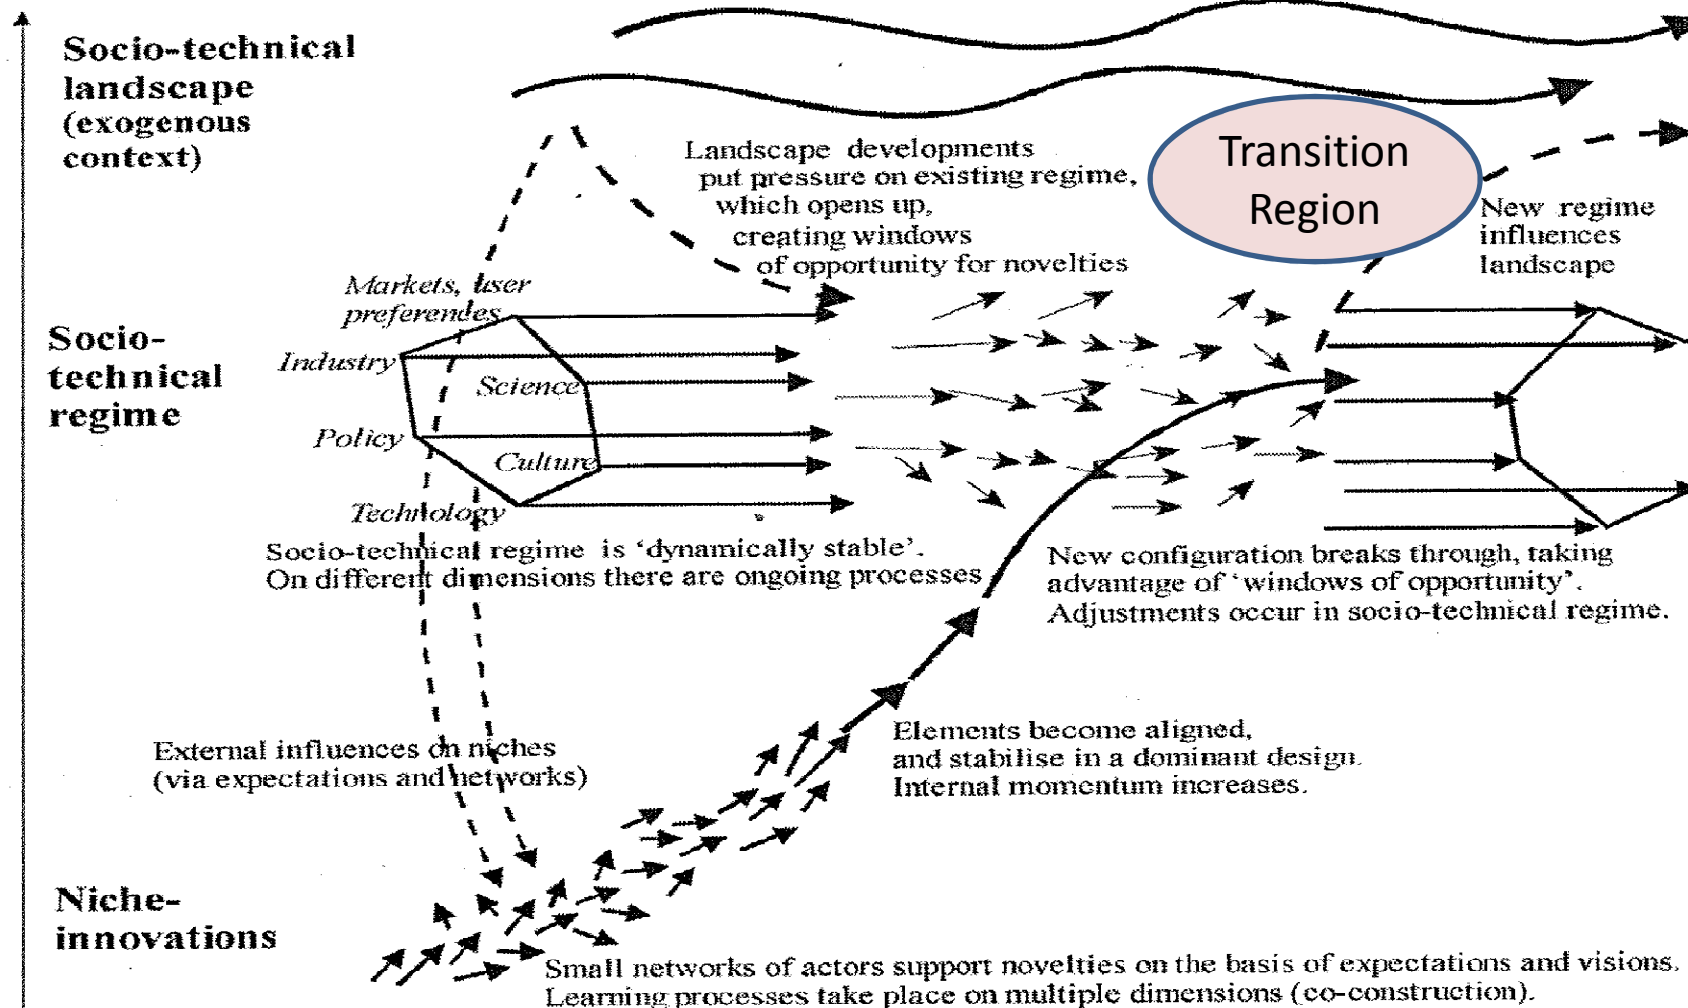 Socio-technical
landscape
(exogenous
context)
Landscape developments
put pressure on existing regime,
which opens up,
creating windows
of opportunity for novelties
Transition
Region
New regime
influences
landscape
Socio-
technical
regime
Markets, user
preferences
Industry
Science
Policy
Culture
Technology
Socio-technical regime is ‘dynamically stable’.
On different dimensions there are ongoing processes
New configuration breaks through, taking
advantage of ‘windows of opportunity’.
Adjustments occur in socio-technical regime.
External influences on niches
(via expectations and networks)
Elements become aligned,
and stabilise in a dominant design.
Internal momentum increases.
Niche-
innovations
Small networks of actors support novelties on the basis of expectations and visions.
Learning processes take place on multiple dimensions (co-construction).